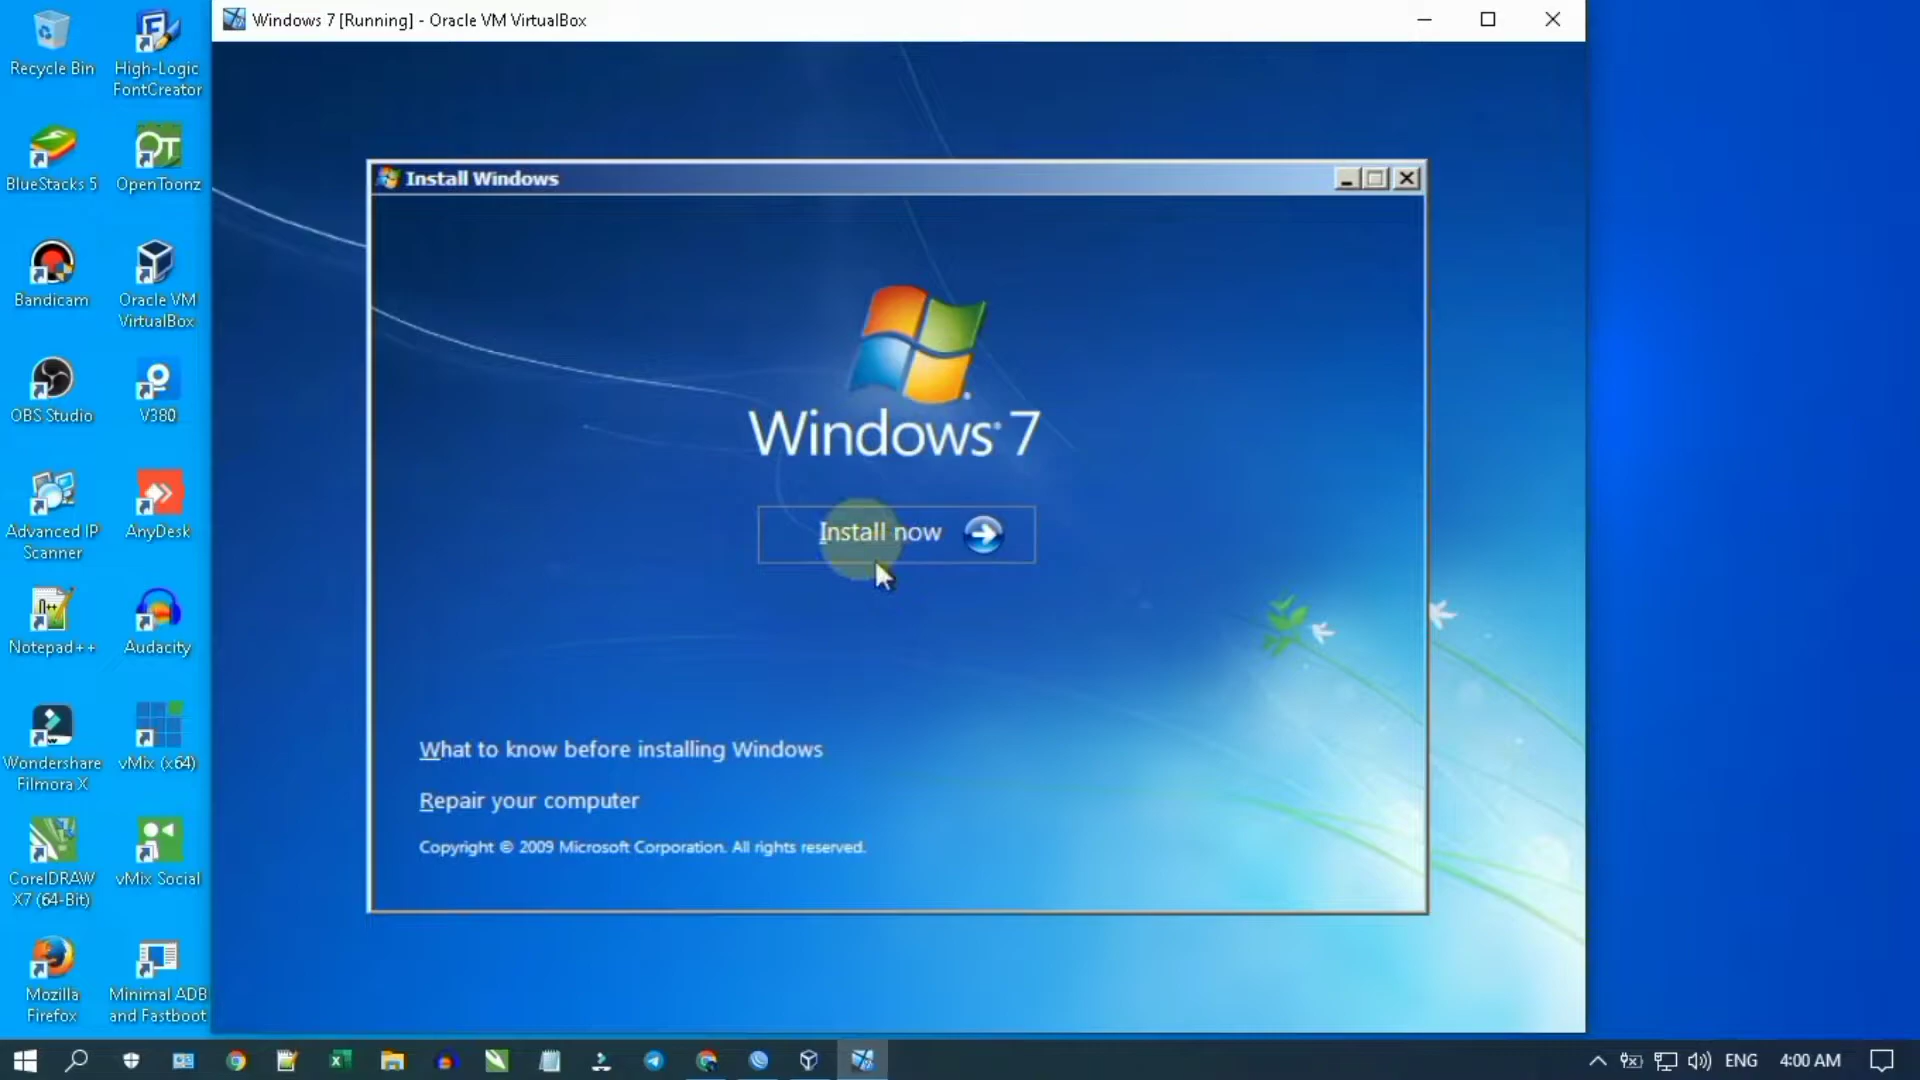 Windows 7 [Running] - Oracle VM VirtualBox
Recycle Bin
High-Logic
FontCreator
BlueStacks 5
OpenToonz
Bandicam
Oracle VM
VirtualBox
OBS Studio
V380
Advanced IP
Scanner
AnyDesk
Notepad++
Audacity
Wondershare
Filmora X
vMix (x64)
CorelDRAW
X7 (64-Bit)
vMix Social
Mozilla
Firefox
Minimal ADB
and Fastboot
Install Windows
Windows® 7
Install now
What to know before installing Windows
Repair your computer
Copyright © 2009 Microsoft Corporation. All rights reserved.
ENG
4:00 AM